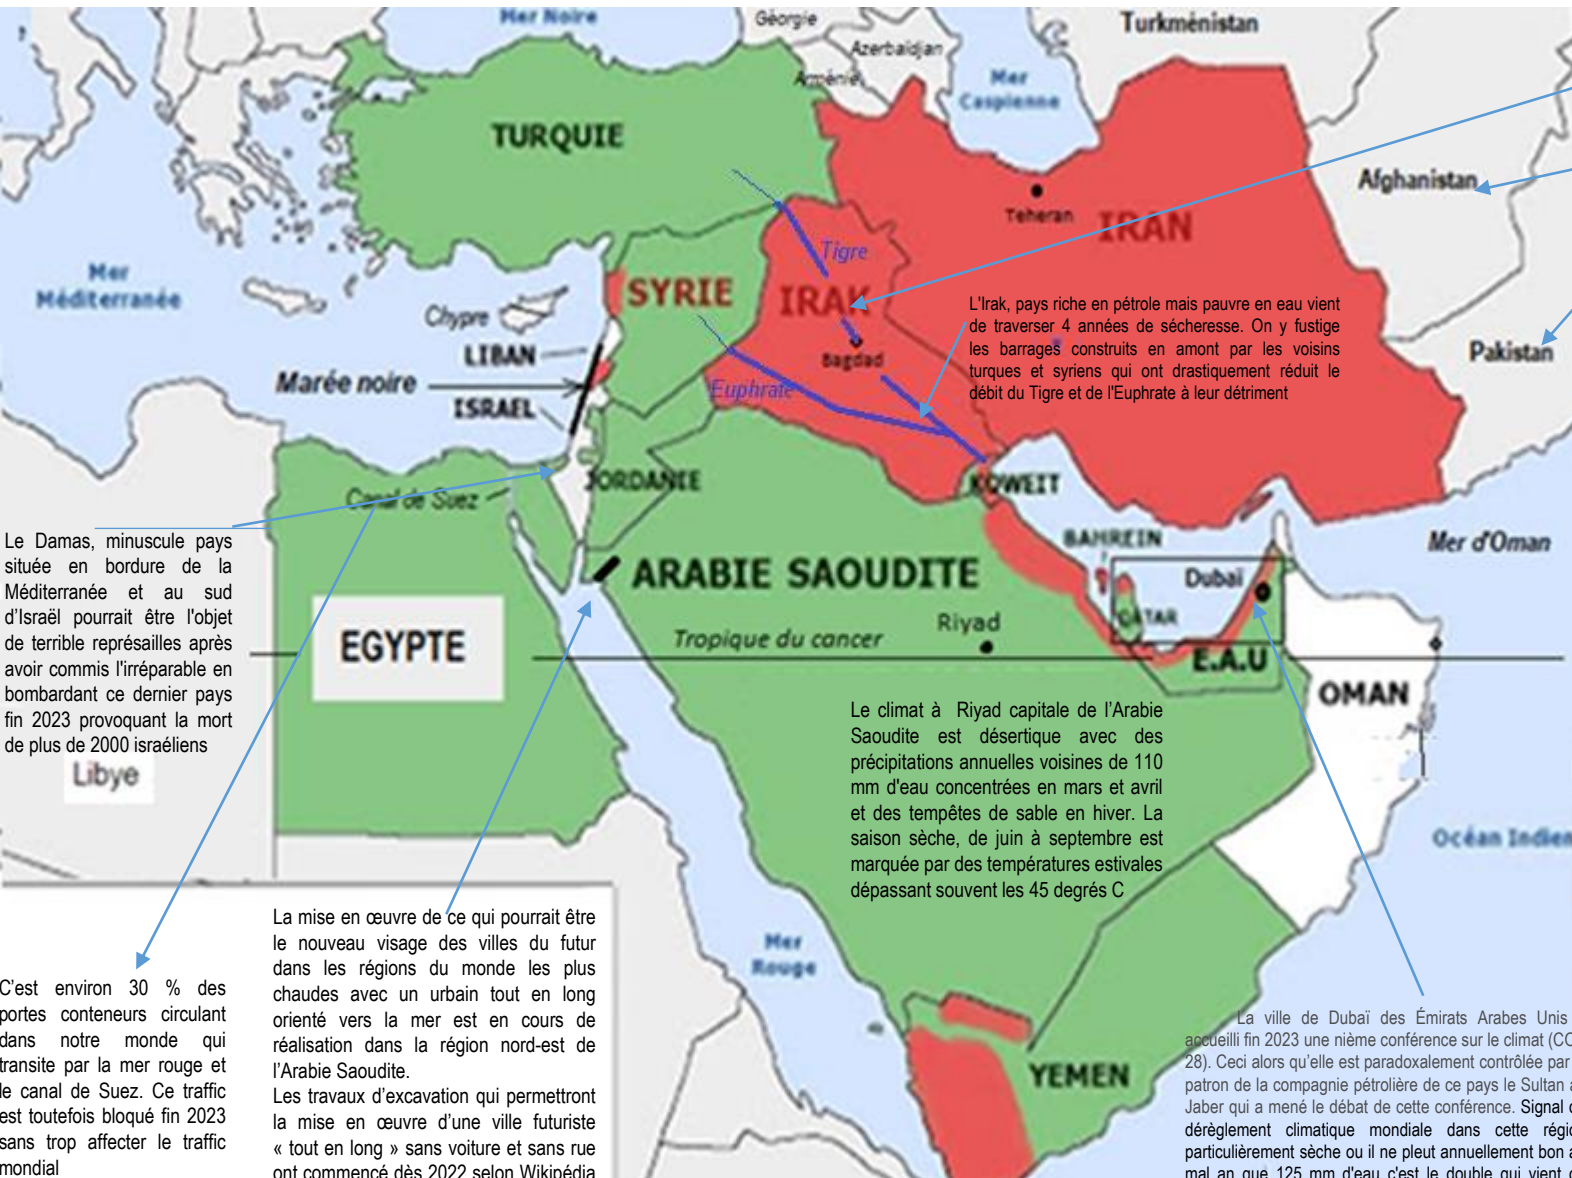 Mer Noire
Géorgie
Turkménistan
Azerbaïdjan
Arménie
Mer
Caspienne
TURQUIE
Afghanistan
Teheran
IRAN
Tigre
Mer
Méditerranée
SYRIE
IRAK
Chypre
L'Irak, pays riche en pétrole mais pauvre en eau vient
de traverser 4 années de sécheresse. On y fustige
les barrages construits en amont par les voisins
turques et syriens qui ont drastiquement réduit le
débit du Tigre et de l'Euphrate à leur détriment
LIBAN
Bagdad
Pakistan
Marée noire
Euphrate
ISRAEL
JORDANIE
KOWEIT
Canal de Suez
BAHREIN
Mer d'Oman
Le Damas, minuscule pays
située en bordure de la
Méditerranée et au sud
d'Israël pourrait être l'objet
de terrible représailles après
avoir commis l'irréparable en
bombardant ce dernier pays
fin 2023 provoquant la mort
de plus de 2000 israéliens
ARABIE SAOUDITE
Dubaï
QATAR
Riyad
Tropique du cancer
EGYPTE
E.A.U
OMAN
Libye
Le climat à Riyad capitale de l'Arabie
Saoudite est désertique avec des
précipitations annuelles voisines de 110
mm d'eau concentrées en mars et avril
et des tempêtes de sable en hiver. La
saison sèche, de juin à septembre est
marquée par des températures estivales
dépassant souvent les 45 degrés C
Océan Indien
Mer
Rouge
C'est environ 30 % des
portes conteneurs circulant
dans notre monde qui
transite par la mer rouge et
le canal de Suez. Ce traffic
est toutefois bloqué fin 2023
sans trop affecter le traffic
mondial
La mise en œuvre de ce qui pourrait être
le nouveau visage des villes du futur
dans les régions du monde les plus
chaudes avec un urbain tout en long
orienté vers la mer est en cours de
réalisation dans la région nord-est de
l'Arabie Saoudite.
Les travaux d'excavation qui permettront
la mise en œuvre d'une ville futuriste
« tout en long » sans voiture et sans rue
ont commencé dès 2022 selon Wikipédia
YEMEN
La ville de Dubaï des Émirats Arabes Unis
accueilli fin 2023 une nième conférence sur le climat (CO
28). Ceci alors qu'elle est paradoxalement contrôlée par
patron de la compagnie pétrolière de ce pays le Sultan a
Jaber qui a mené le débat de cette conférence. Signal d
dérèglement climatique mondiale dans cette régio
particulièrement sèche ou il ne pleut annuellement bon a
mal an que 125 mm d'eau c'est le double qui vient d